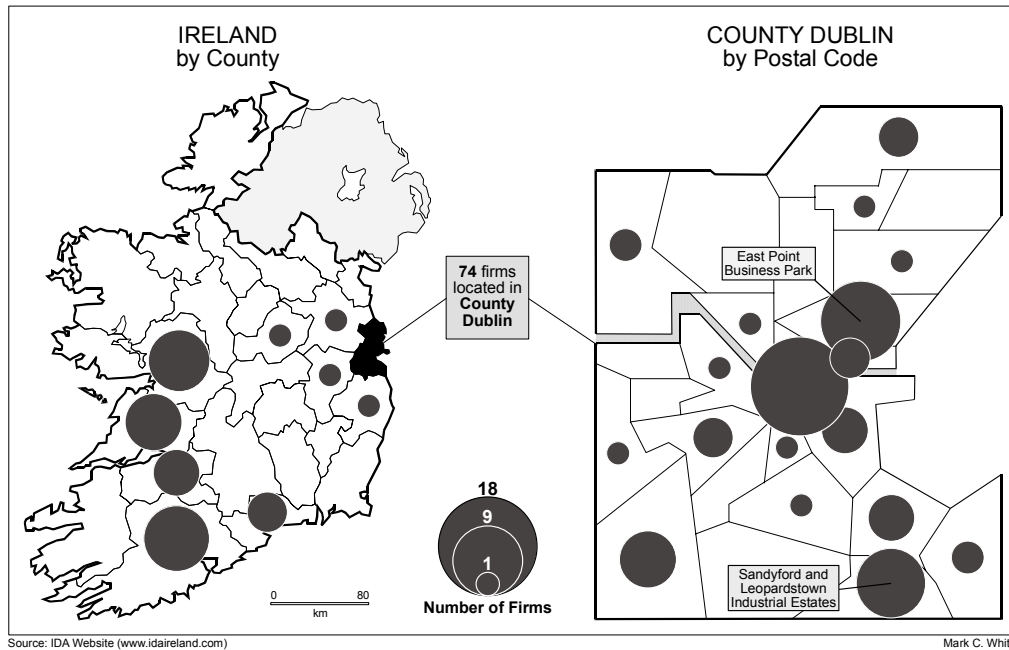 IRELAND
by County
COUNTY DUBLIN
by Postal Code
East Point
Business Park
74 firms
located in
County
Dublin
18
9
1
Number of Firms
0 80
km
Sandyford and
Leopardstown
Industrial Estates
Source: IDA Website (www.idaireland.com)
Mark C. Whit